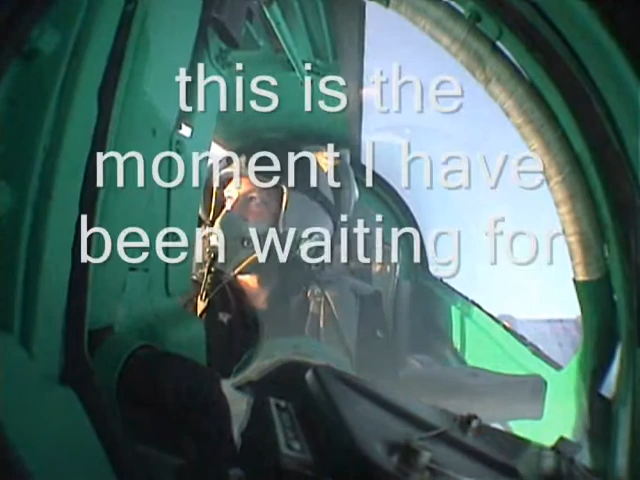 this is the
moment I have
been waiting for